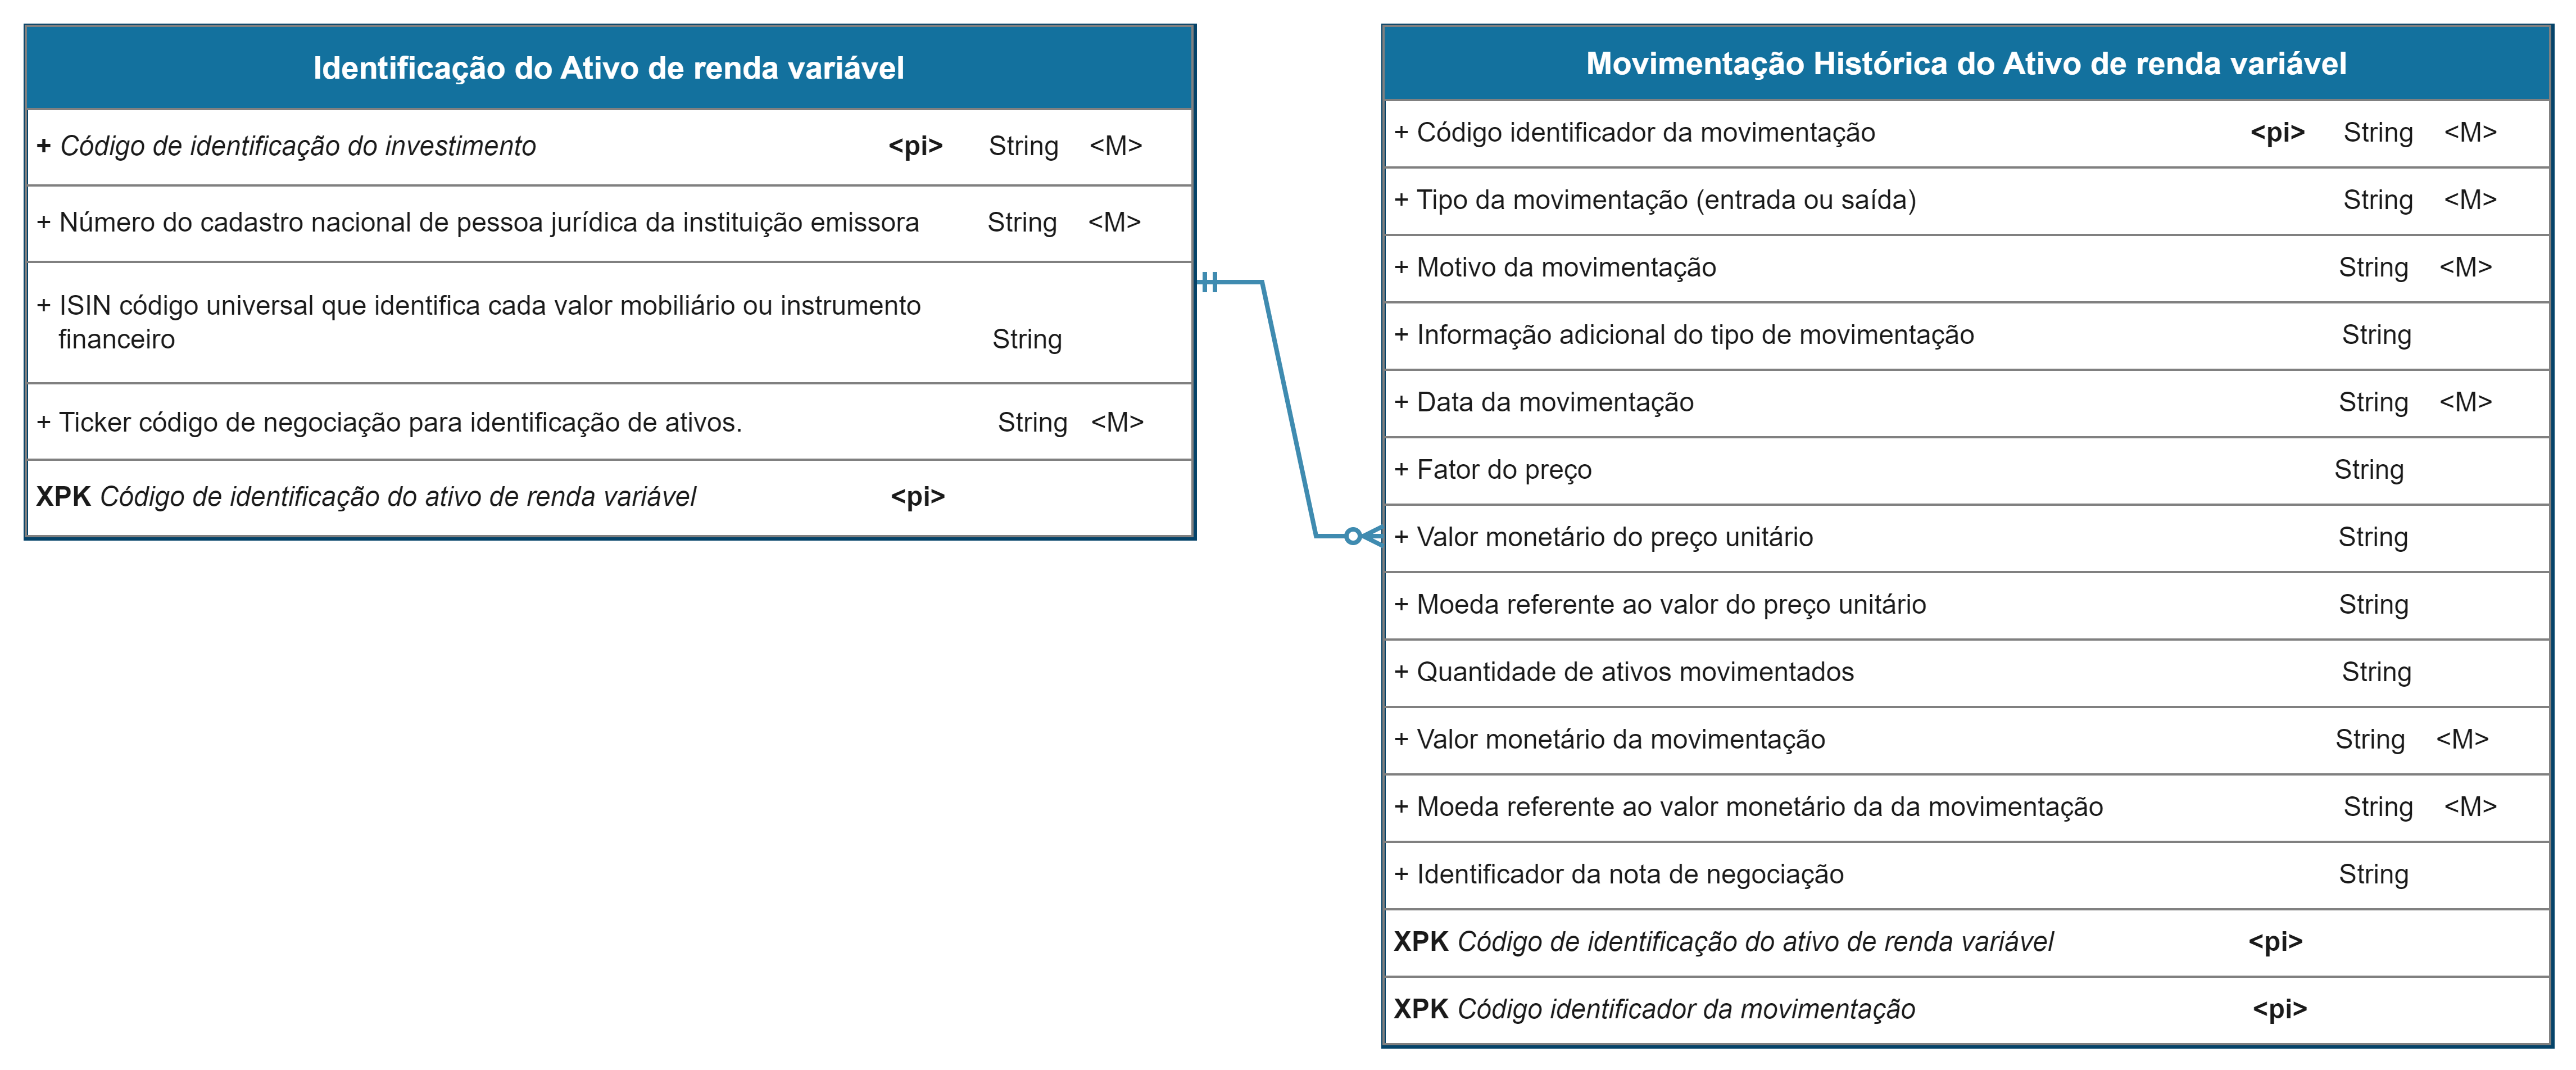 Identificação do Ativo de renda variável
+ Código de identificação do investimento <pi> String <M>
+ Número do cadastro nacional de pessoa jurídica da instituição emissora String <M>
+ ISIN código universal que identifica cada valor mobiliário ou instrumento
financeiro String
+ Ticker código de negociação para identificação de ativos. String <M>
XPK Código de identificação do ativo de renda variável <pi>
Movimentação Histórica do Ativo de renda variável
+ Código identificador da movimentação <pi> String <M>
+ Tipo da movimentação (entrada ou saída) String <M>
+ Motivo da movimentação String <M>
+ Informação adicional do tipo de movimentação String
+ Data da movimentação String <M>
+ Fator do preço String
+ Valor monetário do preço unitário String
+ Moeda referente ao valor do preço unitário String
+ Quantidade de ativos movimentados String
+ Valor monetário da movimentação String <M>
+ Moeda referente ao valor monetário da da movimentação String <M>
+ Identificador da nota de negociação String
XPK Código de identificação do ativo de renda variável <pi>
XPK Código identificador da movimentação <pi>